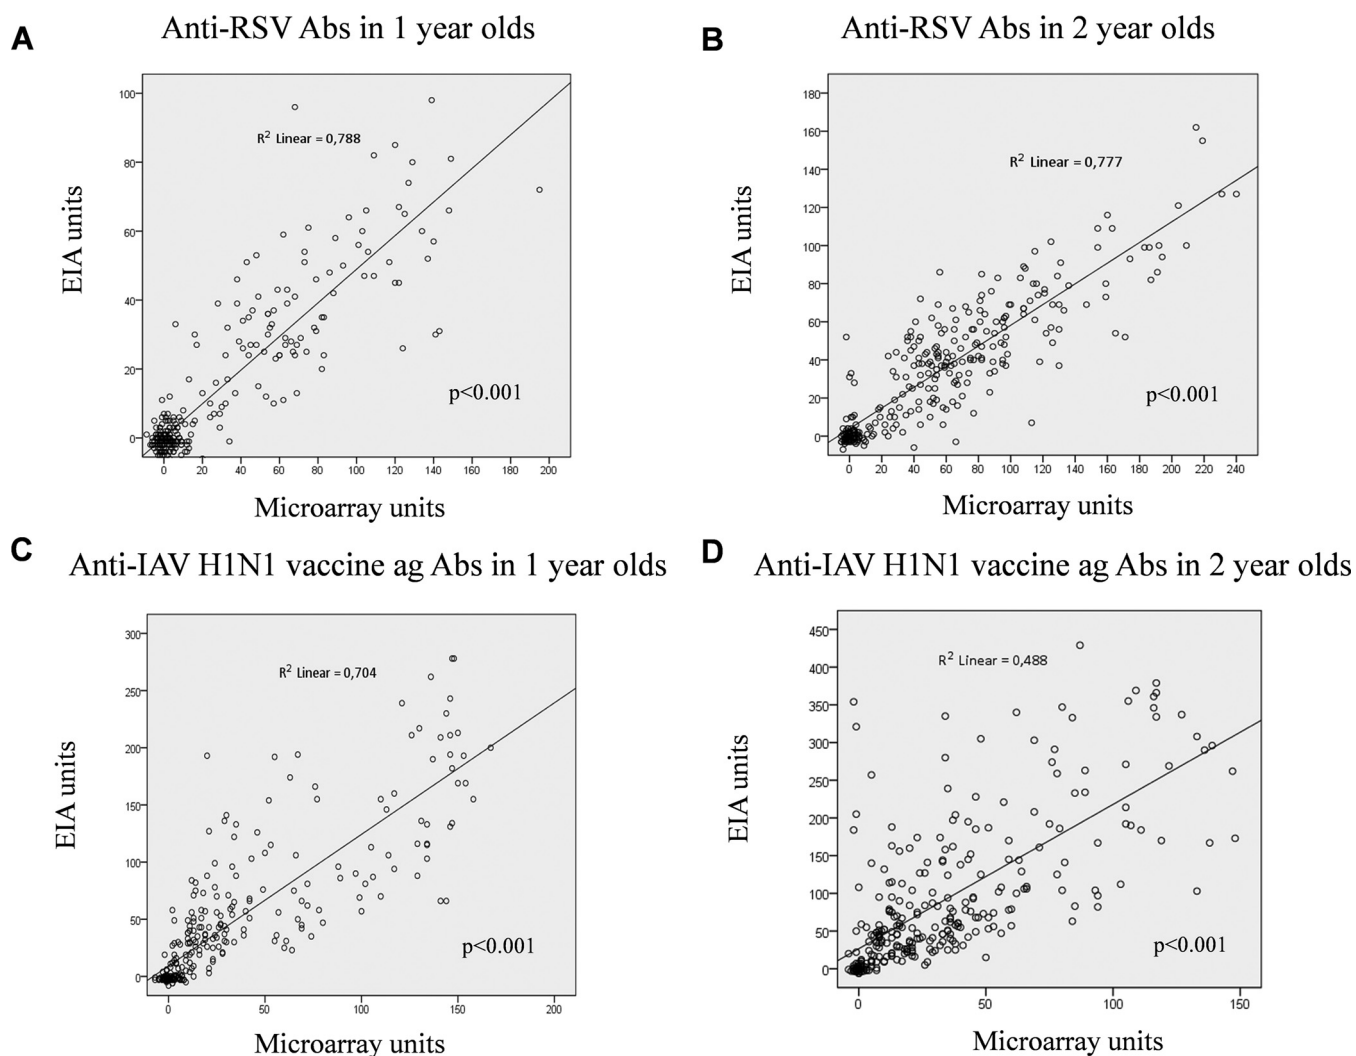 A
Anti-RSV Abs in 1 year olds
B
Anti-RSV Abs in 2 year olds
100
80
60
40
20
0
EIA units
R² Linear = 0,788
p<0.001
0 20 40 60 80 100 120 140 160 180 200
Microarray units
180
160
140
120
100
80
60
40
20
0
EIA units
R² Linear = 0,777
p<0.001
0 20 40 60 80 100 120 140 160 180 200 220 240
Microarray units
C
Anti-IAV H1N1 vaccine ag Abs in 1 year olds
D
Anti-IAV H1N1 vaccine ag Abs in 2 year olds
300
250
200
150
100
50
0
EIA units
R² Linear = 0,704
p<0.001
0 50 100 150 200
Microarray units
450
400
350
300
250
200
150
100
50
0
EIA units
R² Linear = 0,488
p<0.001
0 50 100 150
Microarray units